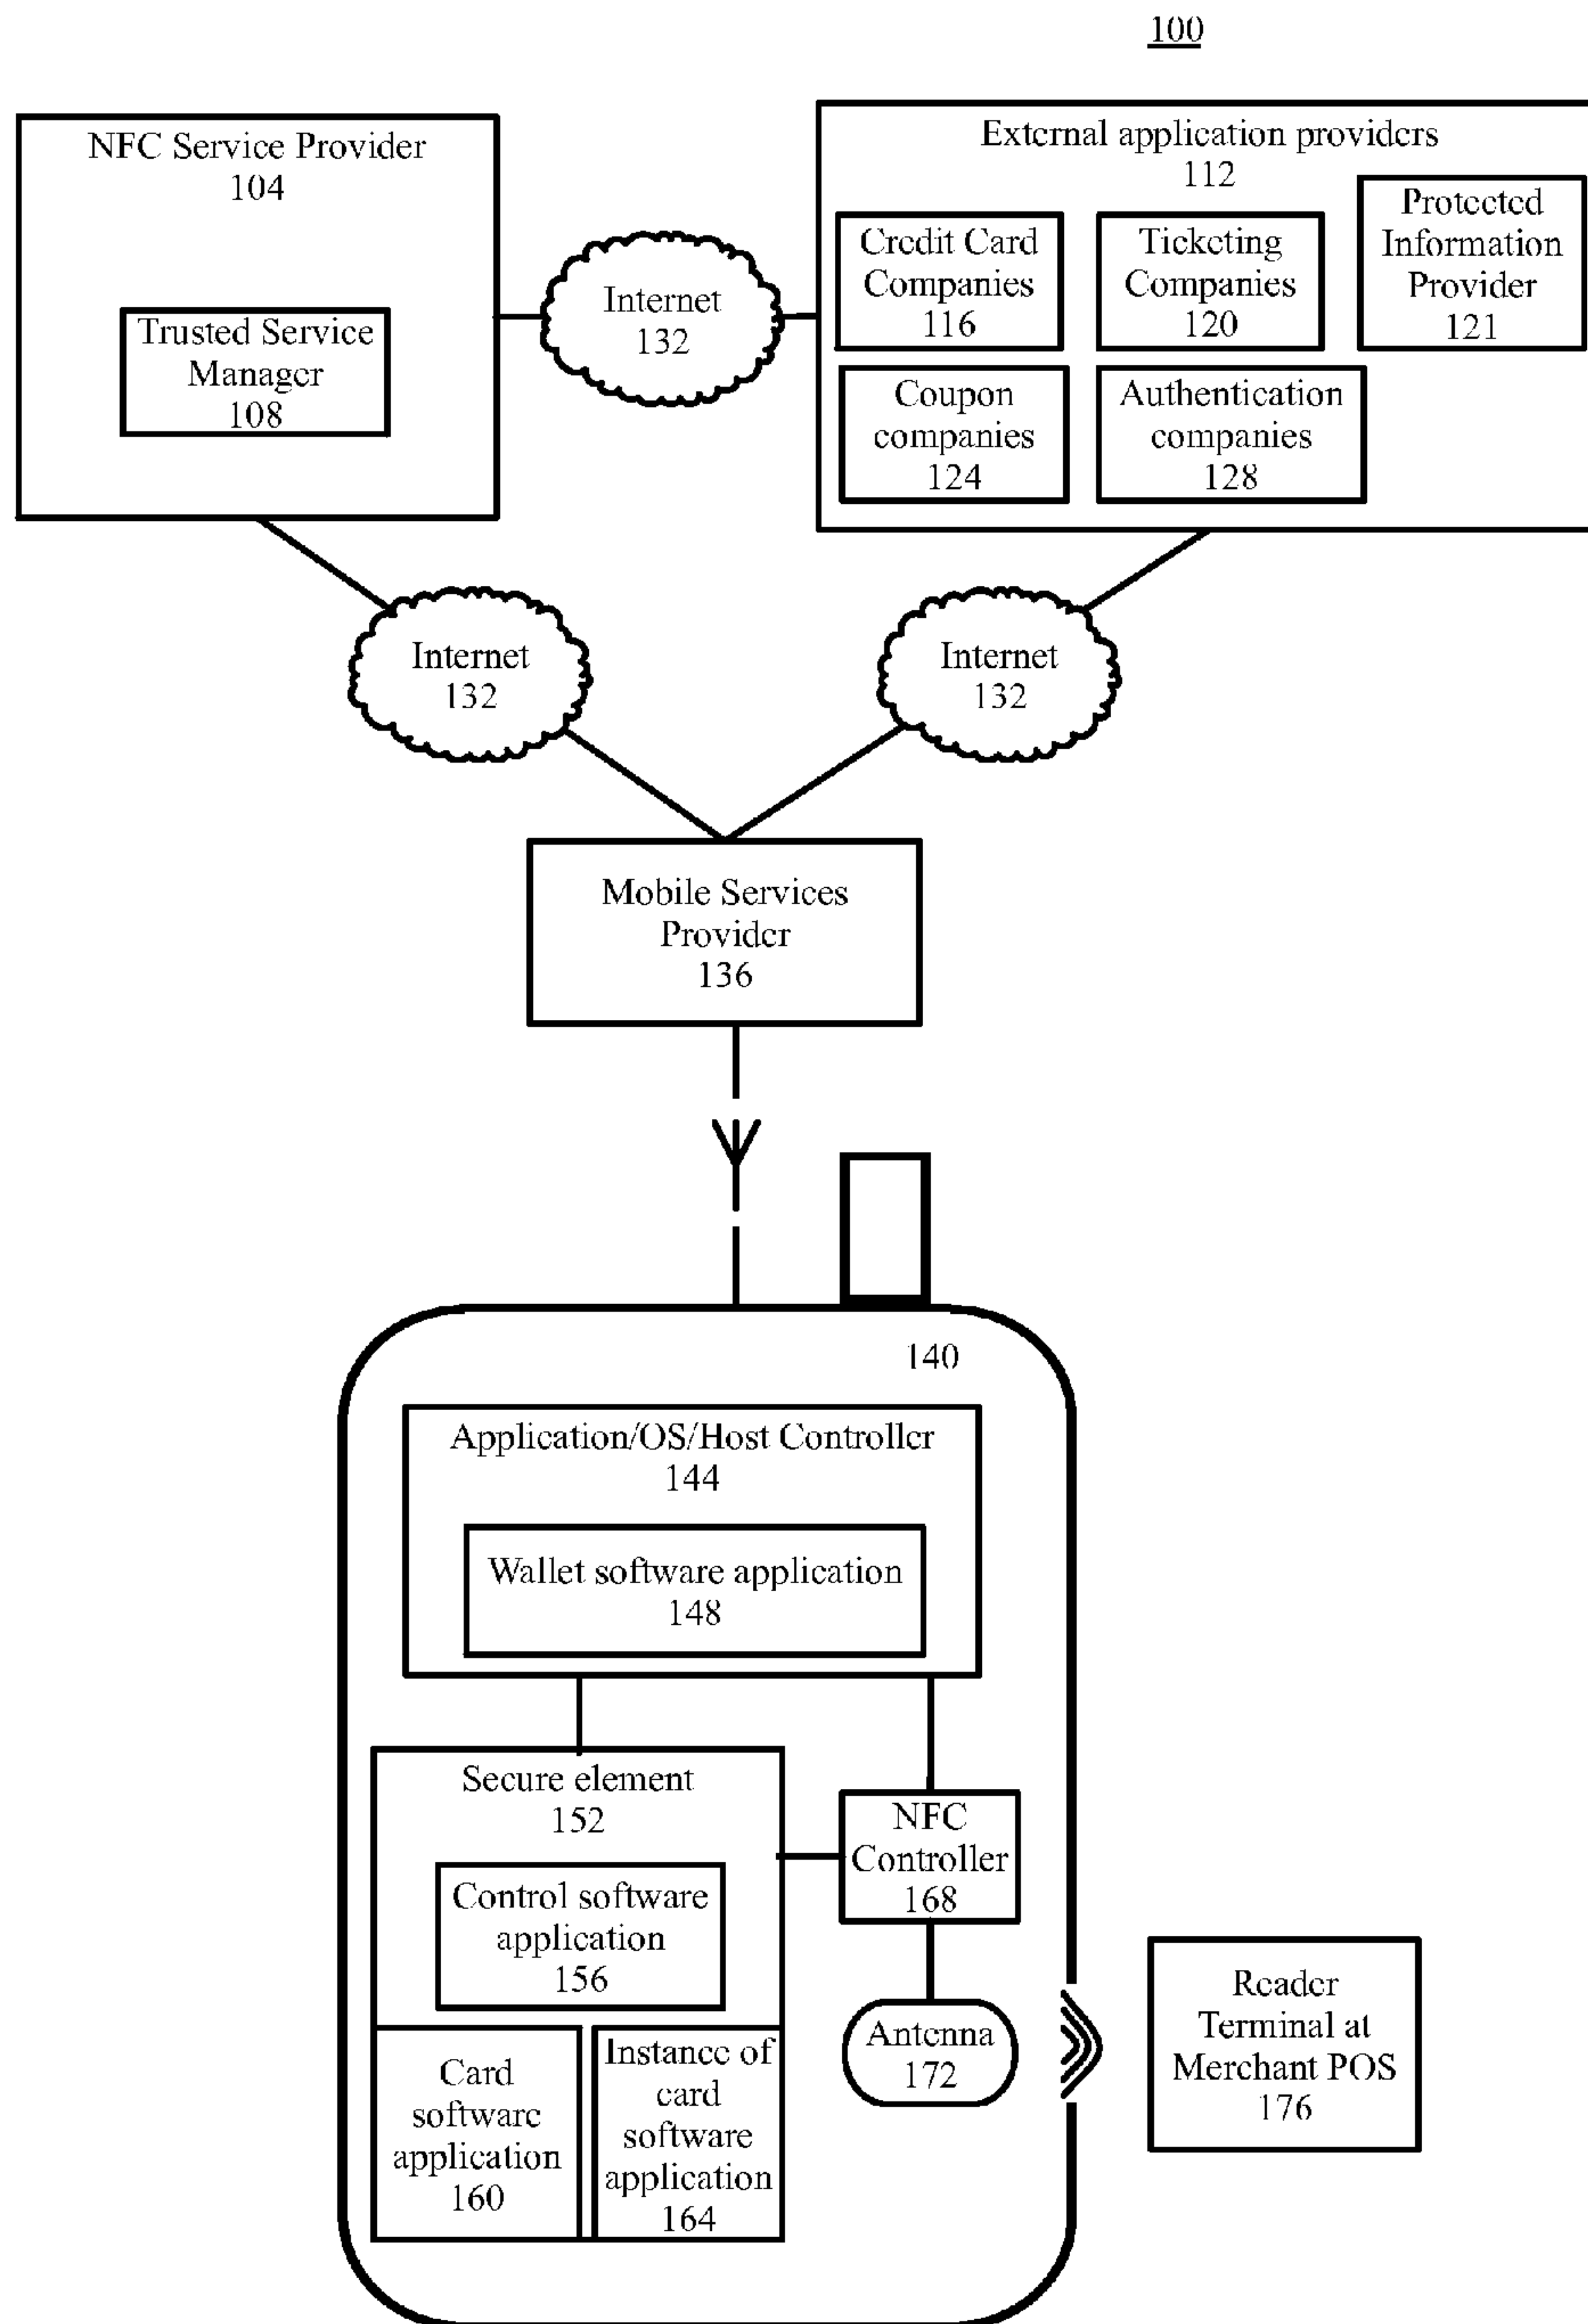 100
NFC Service Provider
104
Trusted Service
Manager
108
Internet
132
External application providers
112
Credit Card
Companies
116
Ticketing
Companies
120
Protected
Information
Provider
121
Coupon
companies
124
Authentication
companies
128
Internet
132
Internet
132
Mobile Services
Provider
136
140
Application/OS/Host Controller
144
Wallet software application
148
Secure element
152
Control software
application
156
Card
software
application
160
Instance of
card
software
application
164
NFC
Controller
168
Antenna
172
Reader
Terminal at
Merchant POS
176